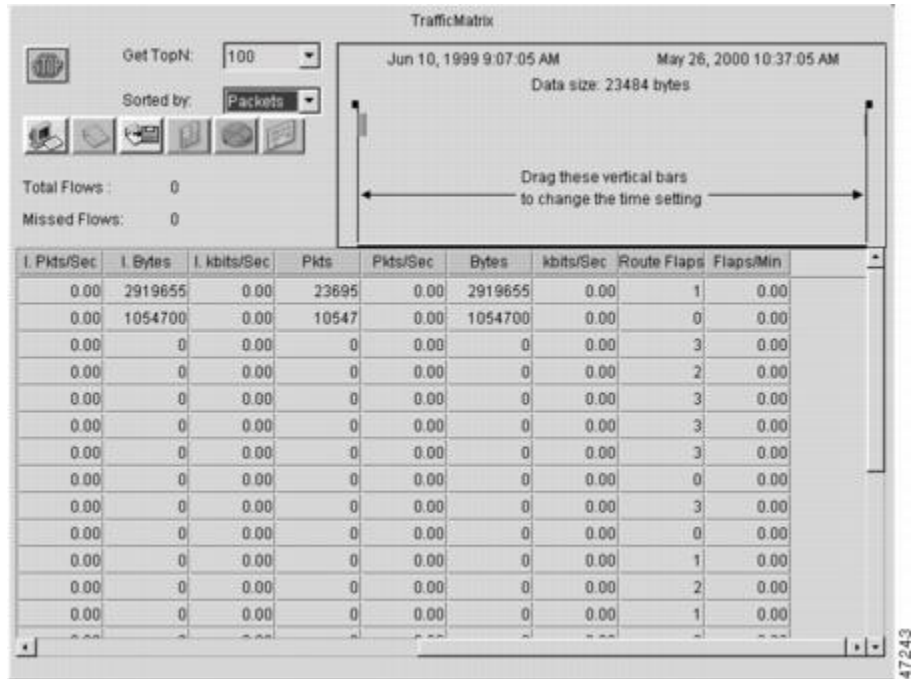 TrafficMatrix
Get TopN: 100
Sorted by: Packets
Total Flows : 0
Missed Flows: 0
Jun 10, 1999 9:07:05 AM May 26, 2000 10:37:05 AM
Data size: 23484 bytes
Drag these vertical bars
to change the time setting
I. Pkts/Sec I. Bytes I. kbits/Sec Pkts Pkts/Sec Bytes kbits/Sec Route Flaps Flaps/Min
0.00 2919655 0.00 23695 0.00 2919655 0.00 1 0.00
0.00 1054700 0.00 10547 0.00 1054700 0.00 0 0.00
0.00 0 0.00 0 0.00 0 0.00 3 0.00
0.00 0 0.00 0 0.00 0 0.00 2 0.00
0.00 0 0.00 0 0.00 0 0.00 3 0.00
0.00 0 0.00 0 0.00 0 0.00 3 0.00
0.00 0 0.00 0 0.00 0 0.00 3 0.00
0.00 0 0.00 0 0.00 0 0.00 0 0.00
0.00 0 0.00 0 0.00 0 0.00 3 0.00
0.00 0 0.00 0 0.00 0 0.00 0 0.00
0.00 0 0.00 0 0.00 0 0.00 1 0.00
0.00 0 0.00 0 0.00 0 0.00 2 0.00
0.00 0 0.00 0 0.00 0 0.00 1 0.00
47243